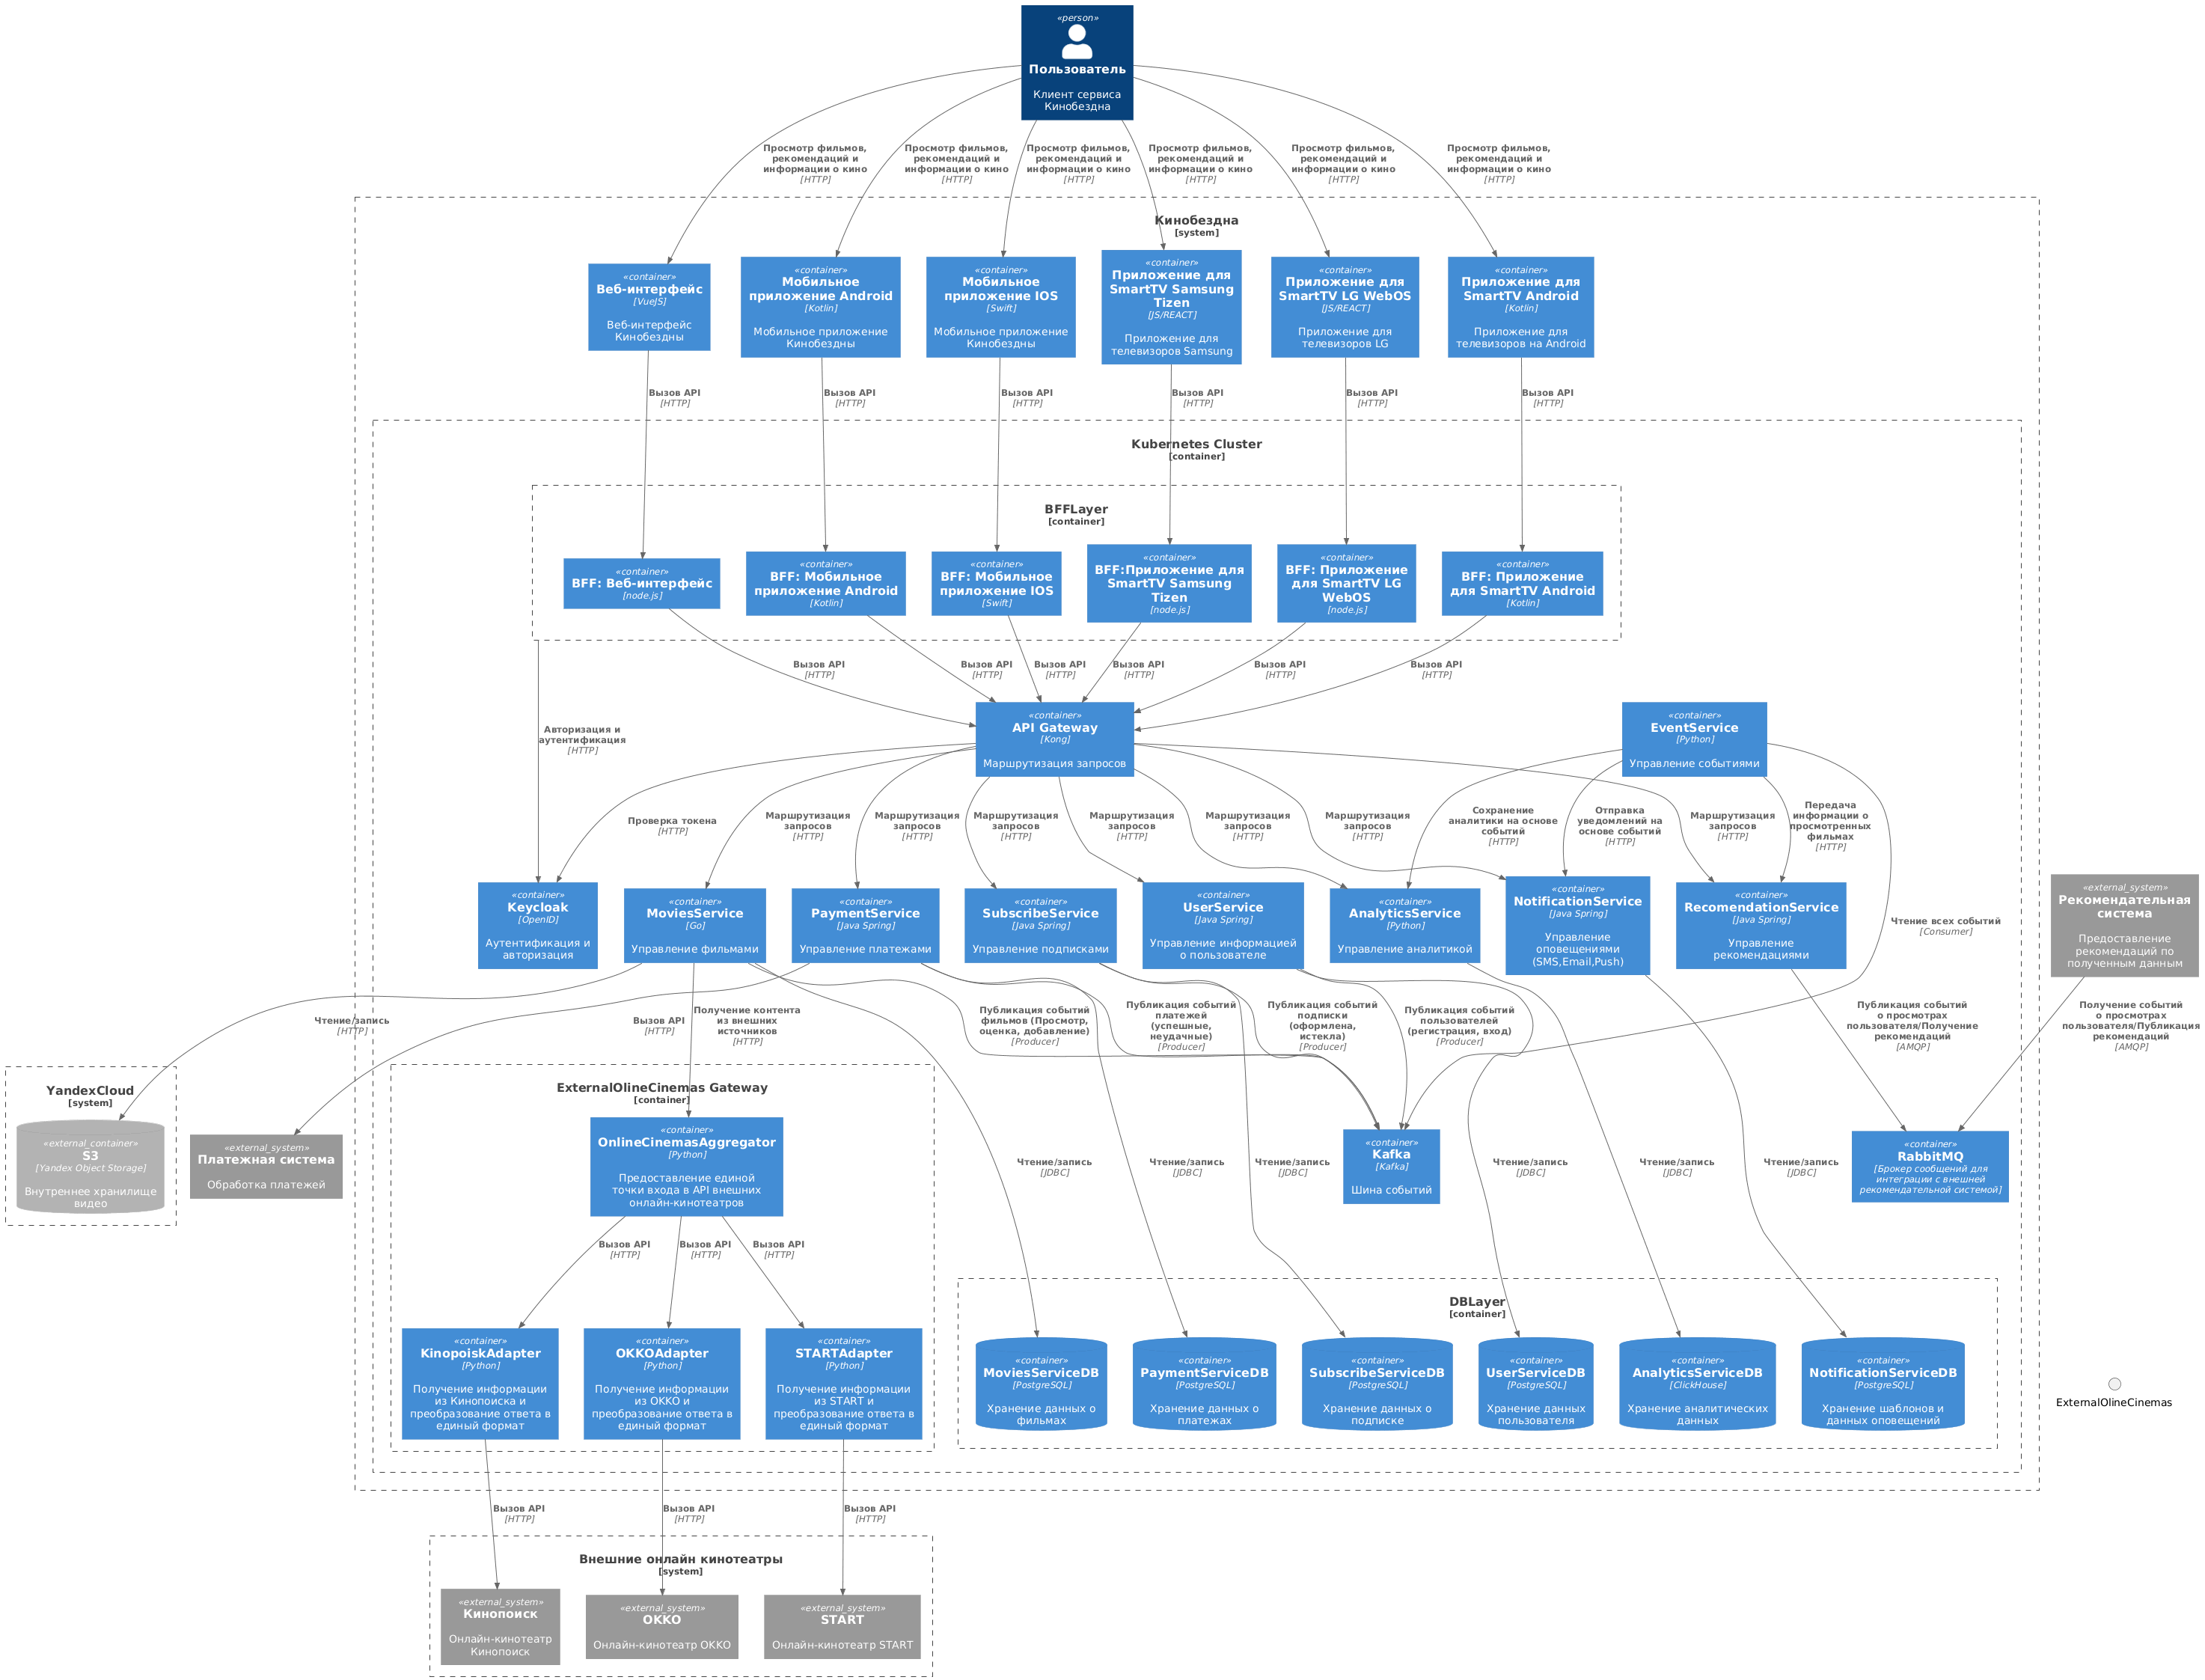 «person»
Пользователь
Клиент сервиса
Кинобездна
Просмотр фильмов,
рекомендаций и
информации о кино
[HTTP]
Просмотр фильмов,
рекомендаций и
информации о кино
[HTTP]
Просмотр фильмов,
рекомендаций и
информации о кино
[HTTP]
Просмотр фильмов,
рекомендаций и
информации о кино
[HTTP]
Просмотр фильмов,
рекомендаций и
информации о кино
[HTTP]
Просмотр фильмов,
рекомендаций и
информации о кино
[HTTP]
Кинобездна
[system]
«container»
Веб-интерфейс
[VueJS]
Веб-интерфейс
Кинобездны
«container»
Мобильное
приложение Android
[Kotlin]
Мобильное приложение
Кинобездны
«container»
Мобильное
приложение IOS
[Swift]
Мобильное приложение
Кинобездны
«container»
Приложение для
SmartTV Samsung
Tizen
[JS/REACT]
Приложение для
телевизоров Samsung
«container»
Приложение для
SmartTV LG WebOS
[JS/REACT]
Приложение для
телевизоров LG
«container»
Приложение для
SmartTV Android
[Kotlin]
Приложение для
телевизоров на Android
Вызов API
[HTTP]
Вызов API
[HTTP]
Вызов API
[HTTP]
Вызов API
[HTTP]
Вызов API
[HTTP]
Вызов API
[HTTP]
Kubernetes Cluster
[container]
BFFLayer
[container]
«container»
BFF: Веб-интерфейс
[node.js]
«container»
BFF: Мобильное
приложение Android
[Kotlin]
«container»
BFF: Мобильное
приложение IOS
[Swift]
«container»
BFF:Приложение для
SmartTV Samsung
Tizen
[node.js]
«container»
BFF: Приложение
для SmartTV LG
WebOS
[node.js]
«container»
BFF: Приложение
для SmartTV Android
[Kotlin]
Вызов API
[HTTP]
Вызов API
[HTTP]
Вызов API
[HTTP]
Вызов API
[HTTP]
Вызов API
[HTTP]
Вызов API
[HTTP]
Авторизация и
аутентификация
[HTTP]
«container»
API Gateway
[Kong]
Маршрутизация запросов
«container»
EventService
[Python]
Управление событиями
Проверка токена
[HTTP]
Маршрутизация
запросов
[HTTP]
Маршрутизация
запросов
[HTTP]
Маршрутизация
запросов
[HTTP]
Маршрутизация
запросов
[HTTP]
Маршрутизация
запросов
[HTTP]
Маршрутизация
запросов
[HTTP]
Сохранение
аналитики на основе
событий
[HTTP]
Отправка
уведомлений на
основе событий
[HTTP]
Маршрутизация
запросов
[HTTP]
Передача
информации о
просмотренных
фильмах
[HTTP]
«container»
Keycloak
[OpenID]
Аутентификация и
авторизация
«container»
MoviesService
[Go]
Управление фильмами
«container»
PaymentService
[Java Spring]
Управление платежами
«container»
SubscribeService
[Java Spring]
Управление подписками
«container»
UserService
[Java Spring]
Управление информацией
о пользователе
«container»
AnalyticsService
[Python]
Управление аналитикой
«container»
NotificationService
[Java Spring]
Управление
оповещениями
(SMS,Email,Push)
«container»
RecomendationService
[Java Spring]
Управление
рекомендациями
Чтение всех событий
[Consumer]
«external_system»
Рекомендательная
система
Предоставление
рекомендаций по
полученным данным
Чтение/запись
[HTTP]
Вызов API
[HTTP]
Получение контента
из внешних
источников
[HTTP]
Публикация событий
фильмов (Просмотр,
оценка, добавление)
[Producer]
Публикация событий
платежей
(успешные,
неудачные)
[Producer]
Публикация событий
подписки
(оформлена,
истекла)
[Producer]
Публикация событий
пользователей
(регистрация, вход)
[Producer]
Публикация событий
о просмотрах
пользователя/Получение
рекомендаций
[AMQP]
Получение событий
о просмотрах
пользователя/Публикация
рекомендаций
[AMQP]
YandexCloud
[system]
«external_container»
S3
[Yandex Object Storage]
Внутреннее хранилище
видео
«external_system»
Платежная система
Обработка платежей
ExternalOlineCinemas Gateway
[container]
«container»
OnlineCinemasAggregator
[Python]
Предоставление единой
точки входа в API внешних
онлайн-кинотеатров
Чтение/запись
[JDBC]
Чтение/запись
[JDBC]
Чтение/запись
[JDBC]
«container»
Kafka
[Kafka]
Шина событий
Чтение/запись
[JDBC]
Чтение/запись
[JDBC]
Чтение/запись
[JDBC]
«container»
RabbitMQ
[Брокер сообщений для
интеграции с внешней
рекомендательной системой]
Вызов API
[HTTP]
Вызов API
[HTTP]
Вызов API
[HTTP]
«container»
KinopoiskAdapter
[Python]
Получение информации
из Кинопоиска и
преобразование ответа в
единый формат
«container»
OKKOAdapter
[Python]
Получение информации
из OKKO и
преобразование ответа в
единый формат
«container»
STARTAdapter
[Python]
Получение информации
из START и
преобразование ответа в
единый формат
DBLayer
[container]
«container»
MoviesServiceDB
[PostgreSQL]
Хранение данных о
фильмах
«container»
PaymentServiceDB
[PostgreSQL]
Хранение данных о
платежах
«container»
SubscribeServiceDB
[PostgreSQL]
Хранение данных о
подписке
«container»
UserServiceDB
[PostgreSQL]
Хранение данных
пользователя
«container»
AnalyticsServiceDB
[ClickHouse]
Хранение аналитических
данных
«container»
NotificationServiceDB
[PostgreSQL]
Хранение шаблонов и
данных оповещений
ExternalOlineCinemas
Вызов API
[HTTP]
Вызов API
[HTTP]
Вызов API
[HTTP]
Внешние онлайн кинотеатры
[system]
«external_system»
Кинопоиск
Онлайн-кинотеатр
Кинопоиск
«external_system»
OKKO
Онлайн-кинотеатр OKKO
«external_system»
START
Онлайн-кинотеатр START